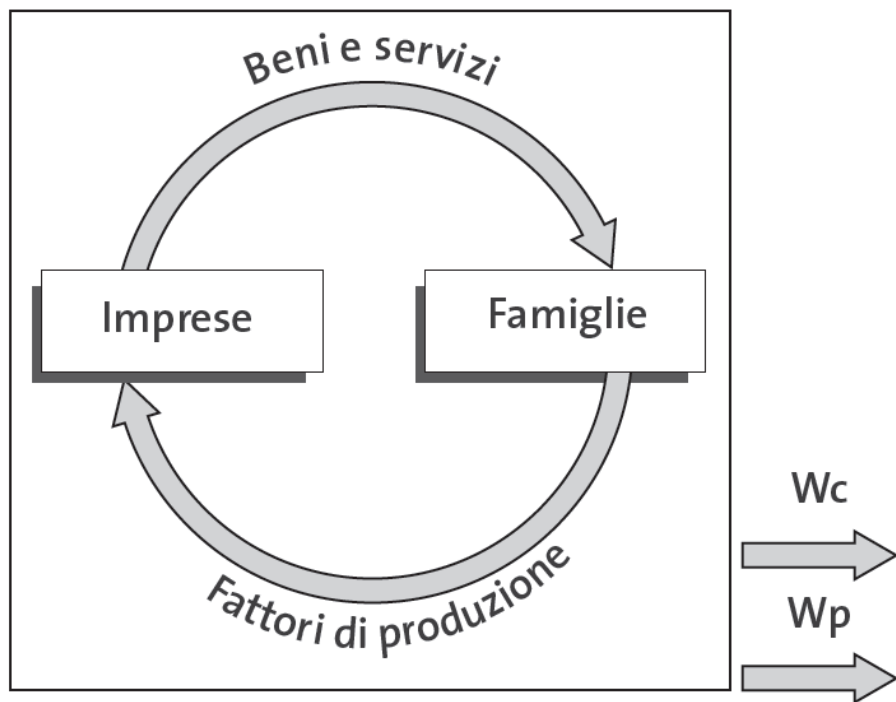 Beni e servizi
Imprese
Famiglie
Fattori di produzione
Wc
Wp